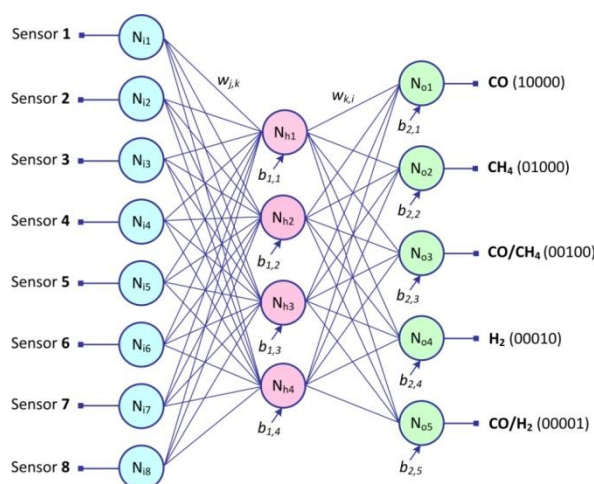 Sensor 1
N_i1
Sensor 2
N_i2
Sensor 3
N_i3
Sensor 4
N_i4
Sensor 5
N_i5
Sensor 6
N_i6
Sensor 7
N_i7
Sensor 8
N_i8
w_j,k
N_h1
b_1,1
N_h2
b_1,2
N_h3
b_1,3
N_h4
b_1,4
w_k,i
N_o1
b_2,1
CO (10000)
N_o2
b_2,2
CH₄ (01000)
N_o3
b_2,3
CO/CH₄ (00100)
N_o4
b_2,4
H₂ (00010)
N_o5
b_2,5
CO/H₂ (00001)